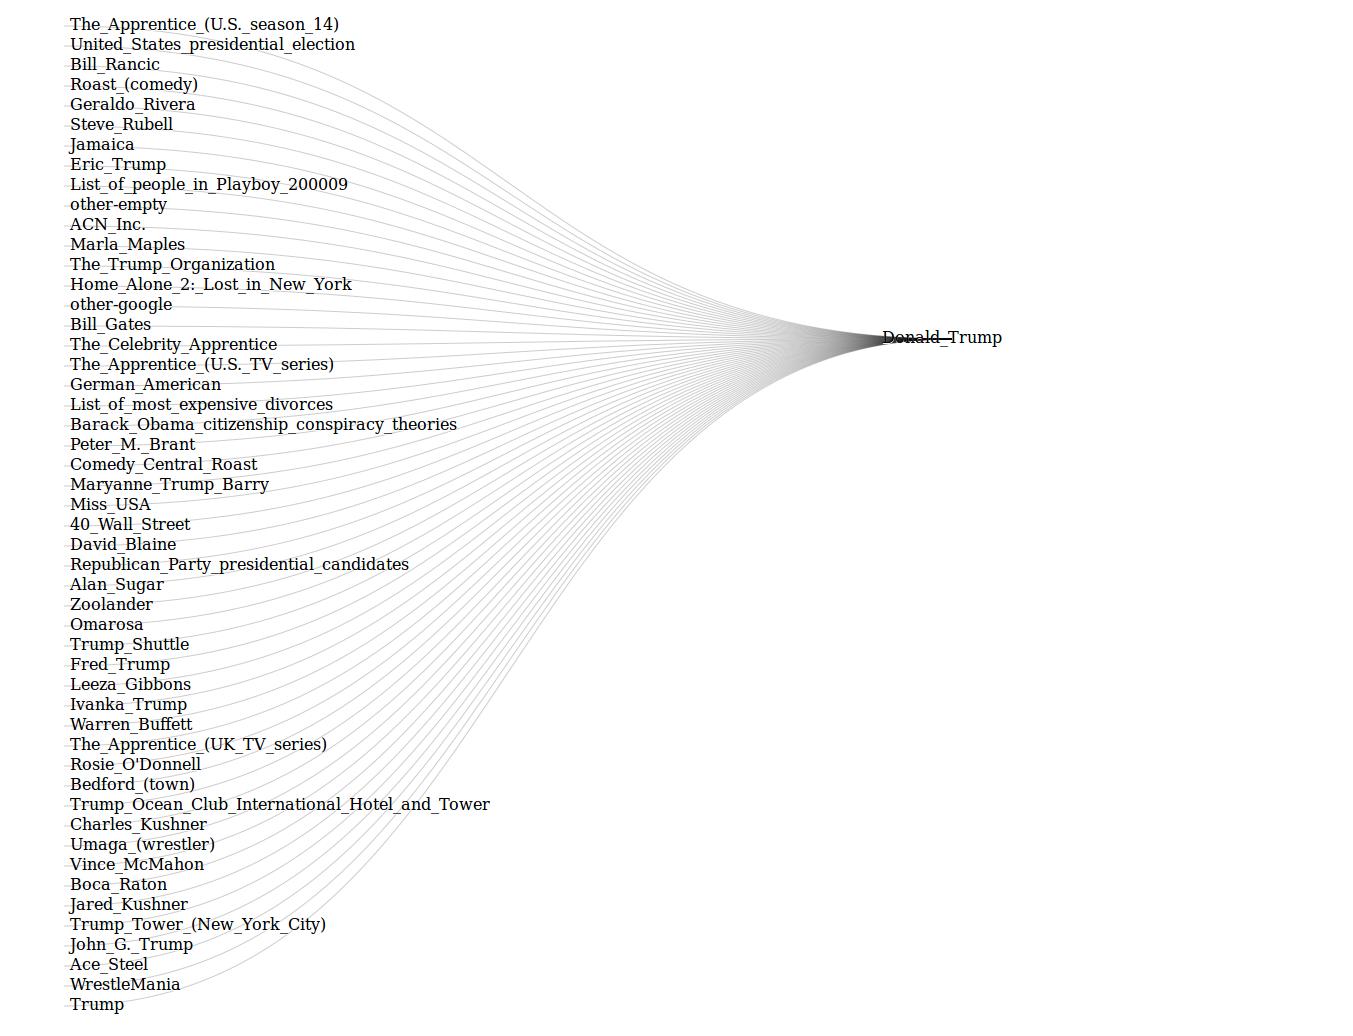 The_Apprentice_(U.S._season_14)
United_States_presidential_election
Bill_Rancic
Roast_(comedy)
Geraldo_Rivera
Steve_Rubell
Jamaica
Eric_Trump
List_of_people_in_Playboy_200009
other-empty
ACN_Inc.
Marla_Maples
The_Trump_Organization
Home_Alone_2:_Lost_in_New_York
other-google
Bill_Gates
Donald_Trump
The_Celebrity_Apprentice
The_Apprentice_(U.S._TV_series)
German_American
List_of_most_expensive_divorces
Barack_Obama_citizenship_conspiracy_theories
Peter_M._Brant
Comedy_Central_Roast
Maryanne_Trump_Barry
Miss_USA
40_Wall_Street
David_Blaine
Republican_Party_presidential_candidates
Alan_Sugar
Zoolander
Omarosa
Trump_Shuttle
Fred_Trump
Leeza_Gibbons
Ivanka_Trump
Warren_Buffett
The_Apprentice_(UK_TV_series)
Rosie_O'Donnell
Bedford_(town)
Trump_Ocean_Club_International_Hotel_and_Tower
Charles_Kushner
Umaga_(wrestler)
Vince_McMahon
Boca_Raton
Jared_Kushner
Trump_Tower_(New_York_City)
John_G._Trump
Ace_Steel
WrestleMania
Trump